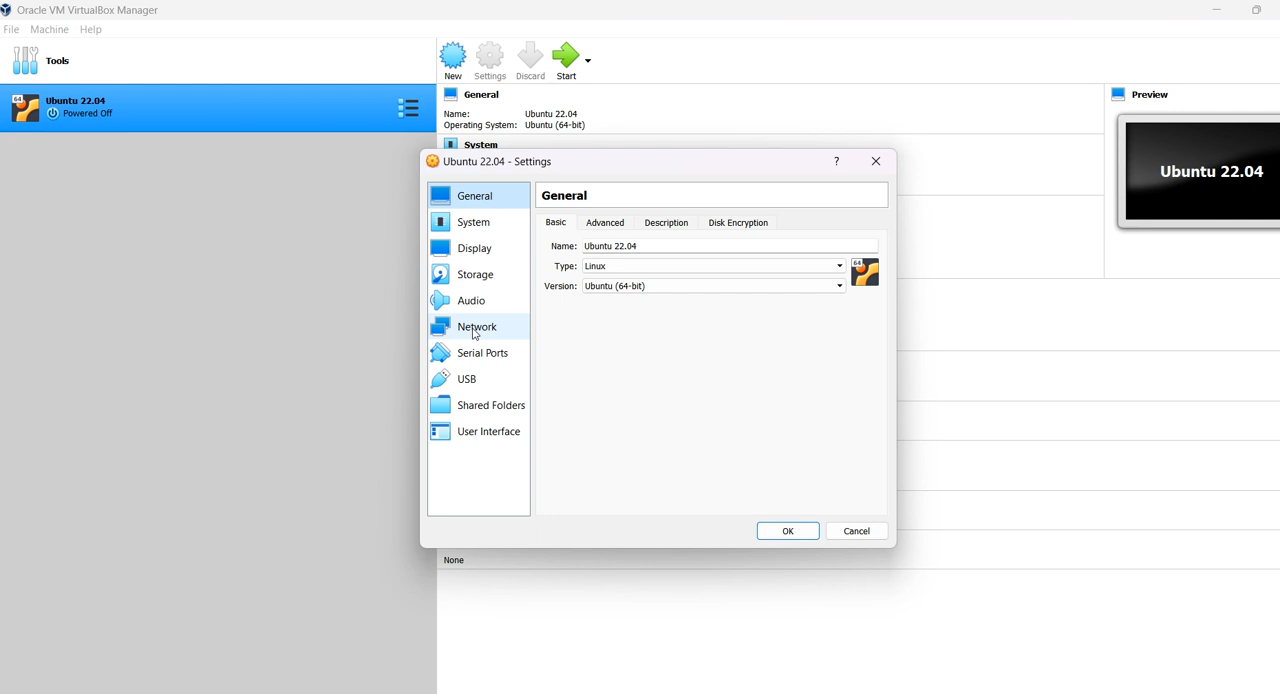 Oracle VM VirtualBox Manager
File Machine Help
Tools
New Settings Discard Start
64 Ubuntu 22.04
Powered Off
General
Name: Ubuntu 22.04
Operating System: Ubuntu (64-bit)
System
Preview
Ubuntu 22.04
Ubuntu 22.04 - Settings ?
General
System
Display
Storage
Audio
Network
Serial Ports
USB
Shared Folders
User Interface
General
Basic Advanced Description Disk Encryption
Name: Ubuntu 22.04
Type: Linux 64
Version: Ubuntu (64-bit)
OK Cancel
None